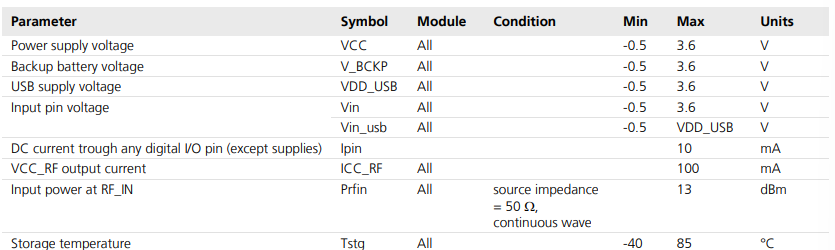 Parameter Symbol Module Condition Min Max Units
Power supply voltage VCC All -0.5 3.6 V
Backup battery voltage V_BCKP All -0.5 3.6 V
USB supply voltage VDD_USB All -0.5 3.6 V
Input pin voltage Vin All -0.5 3.6 V
Vin_usb All -0.5 VDD_USB V
DC current trough any digital I/O pin (except supplies) Ipin 10 mA
VCC_RF output current ICC_RF All 100 mA
Input power at RF_IN Prfin All source impedance 13 dBm
= 50 Ω,
continuous wave
Storage temperature Tstg All -40 85 °C